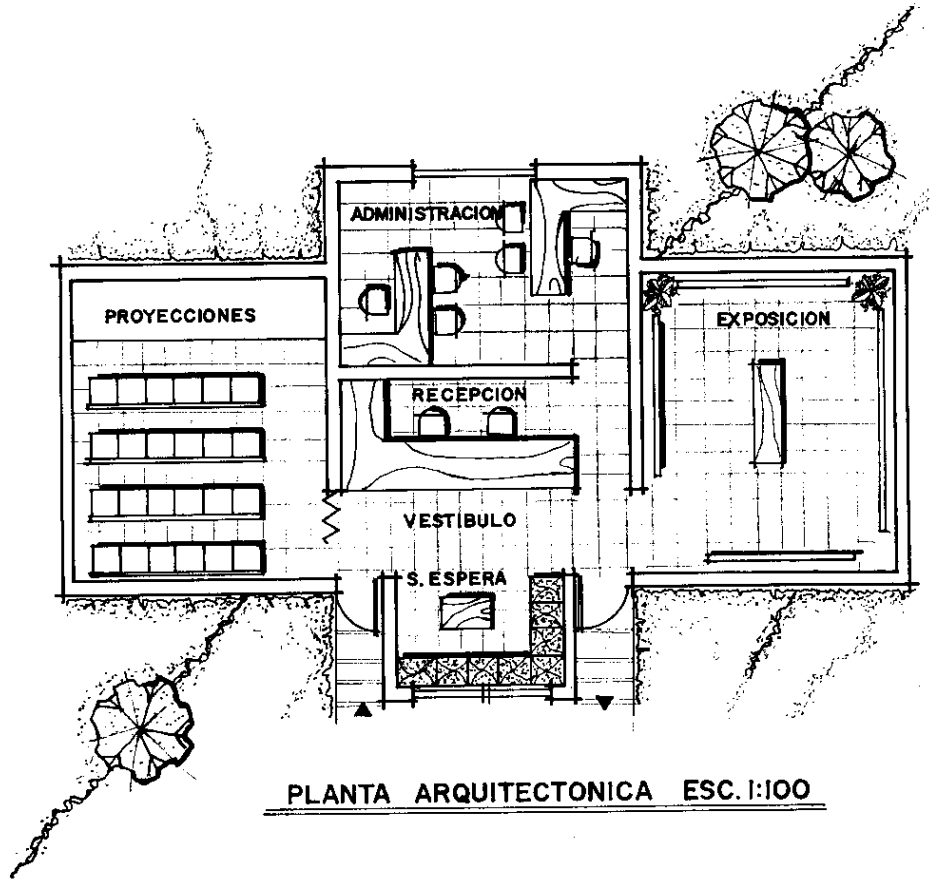 ADMINISTRACION
PROYECCIONES
EXPOSICION
RECEPCION
VESTIBULO
S. ESPERA
PLANTA ARQUITECTONICA ESC. 1:100